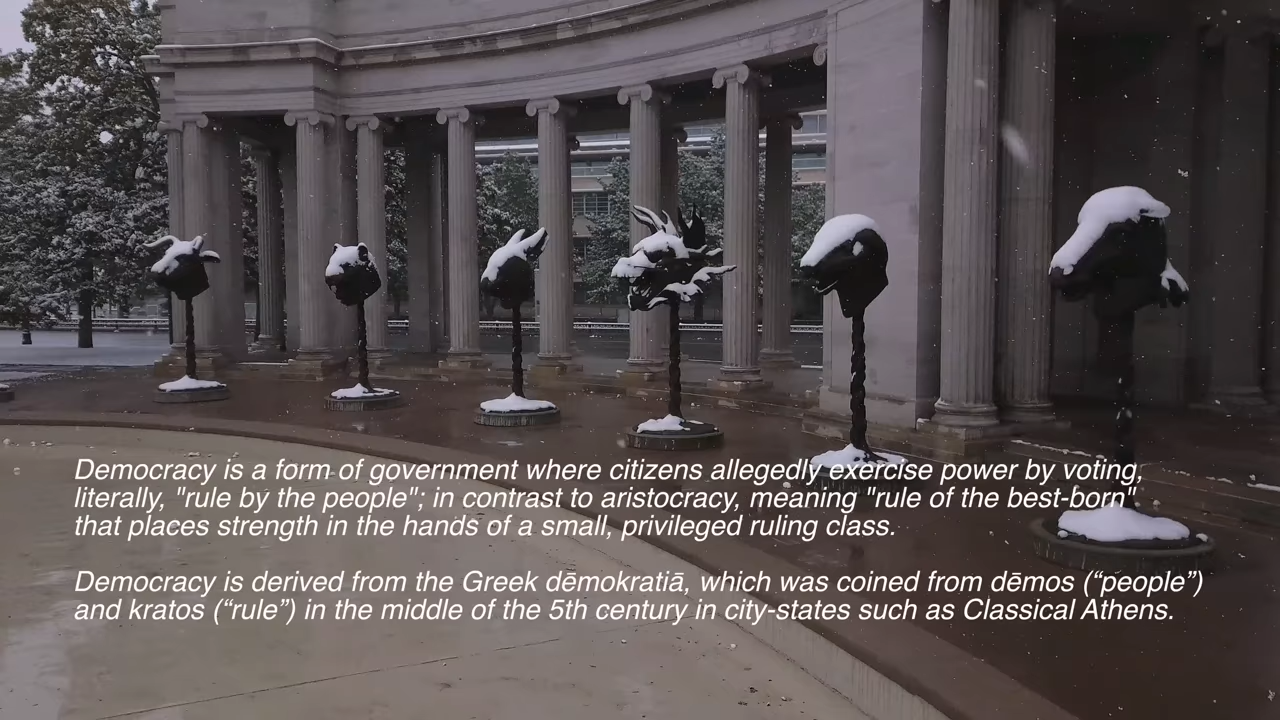 Democracy is a form of government where citizens allegedly exercise power by voting,
literally, "rule by the people"; in contrast to aristocracy, meaning "rule of the best-born"
that places strength in the hands of a small, privileged ruling class.
Democracy is derived from the Greek dēmokratiā, which was coined from dēmos (“people”)
and kratos (“rule”) in the middle of the 5th century in city-states such as Classical Athens.